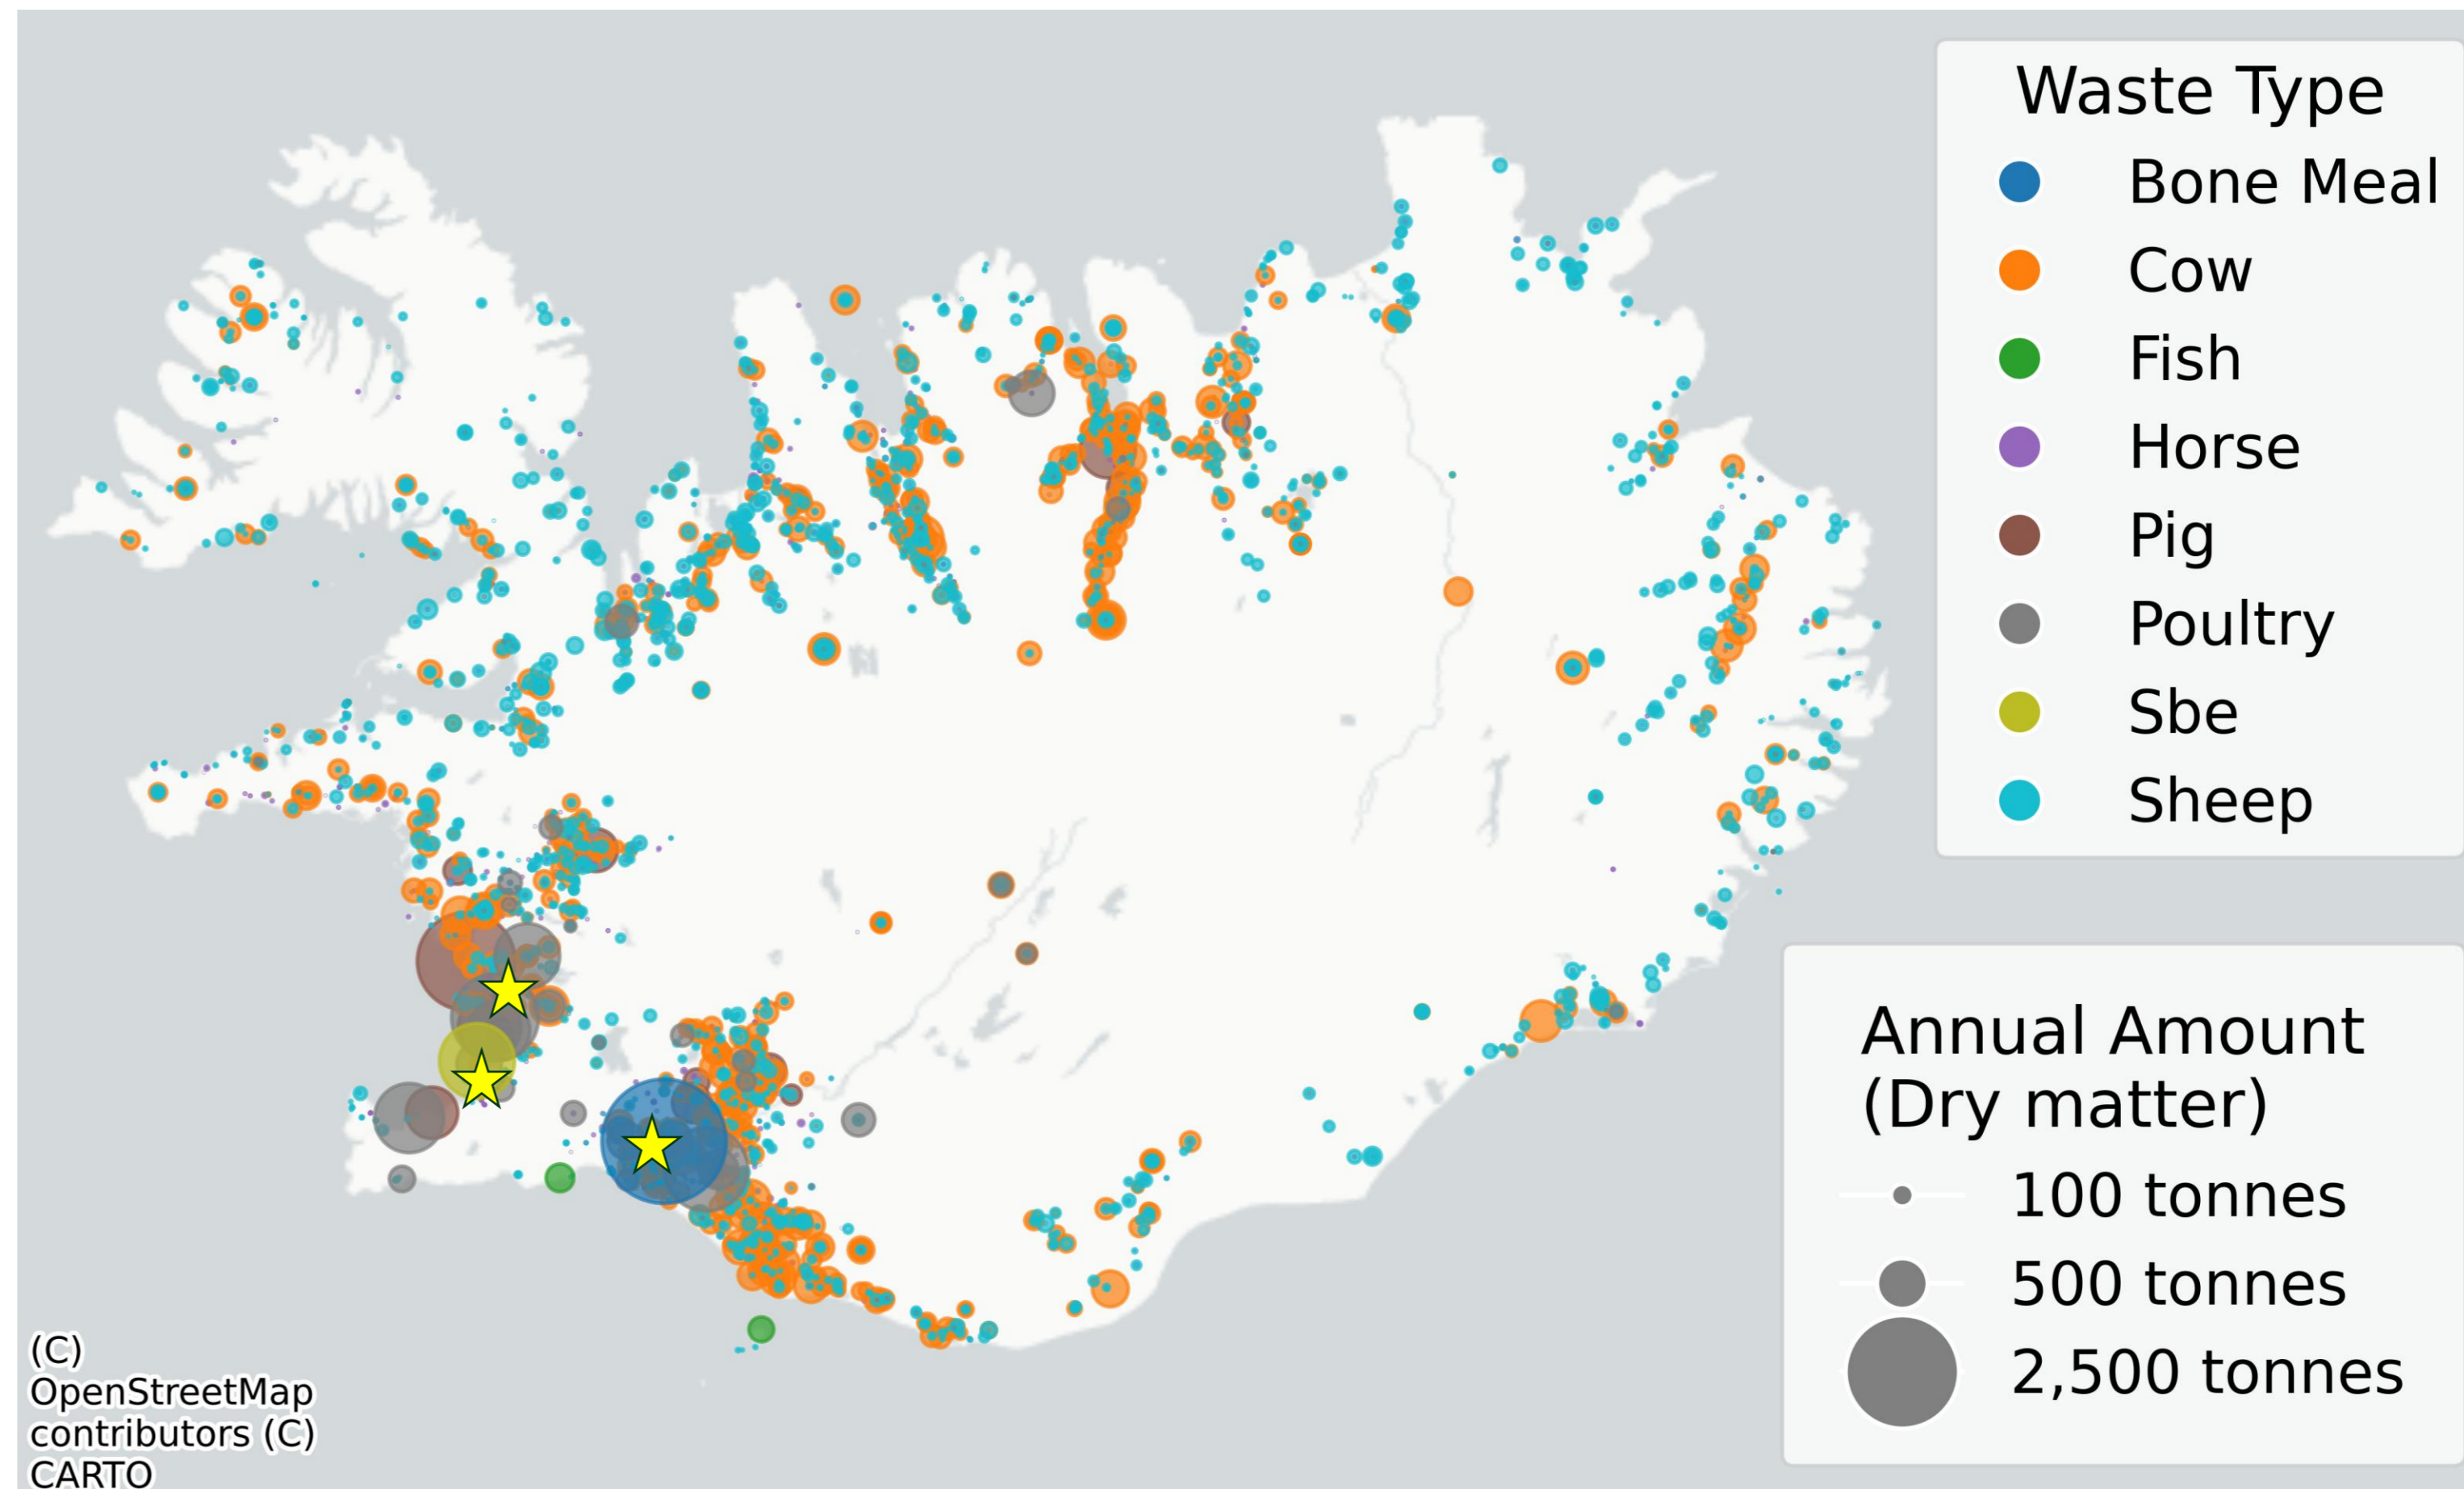 Waste Type
Bone Meal
Cow
Fish
Horse
Pig
Poultry
Sbe
Sheep
Annual Amount
(Dry matter)
100 tonnes
500 tonnes
2,500 tonnes
(C)
OpenStreetMap
contributors (C)
CARTO